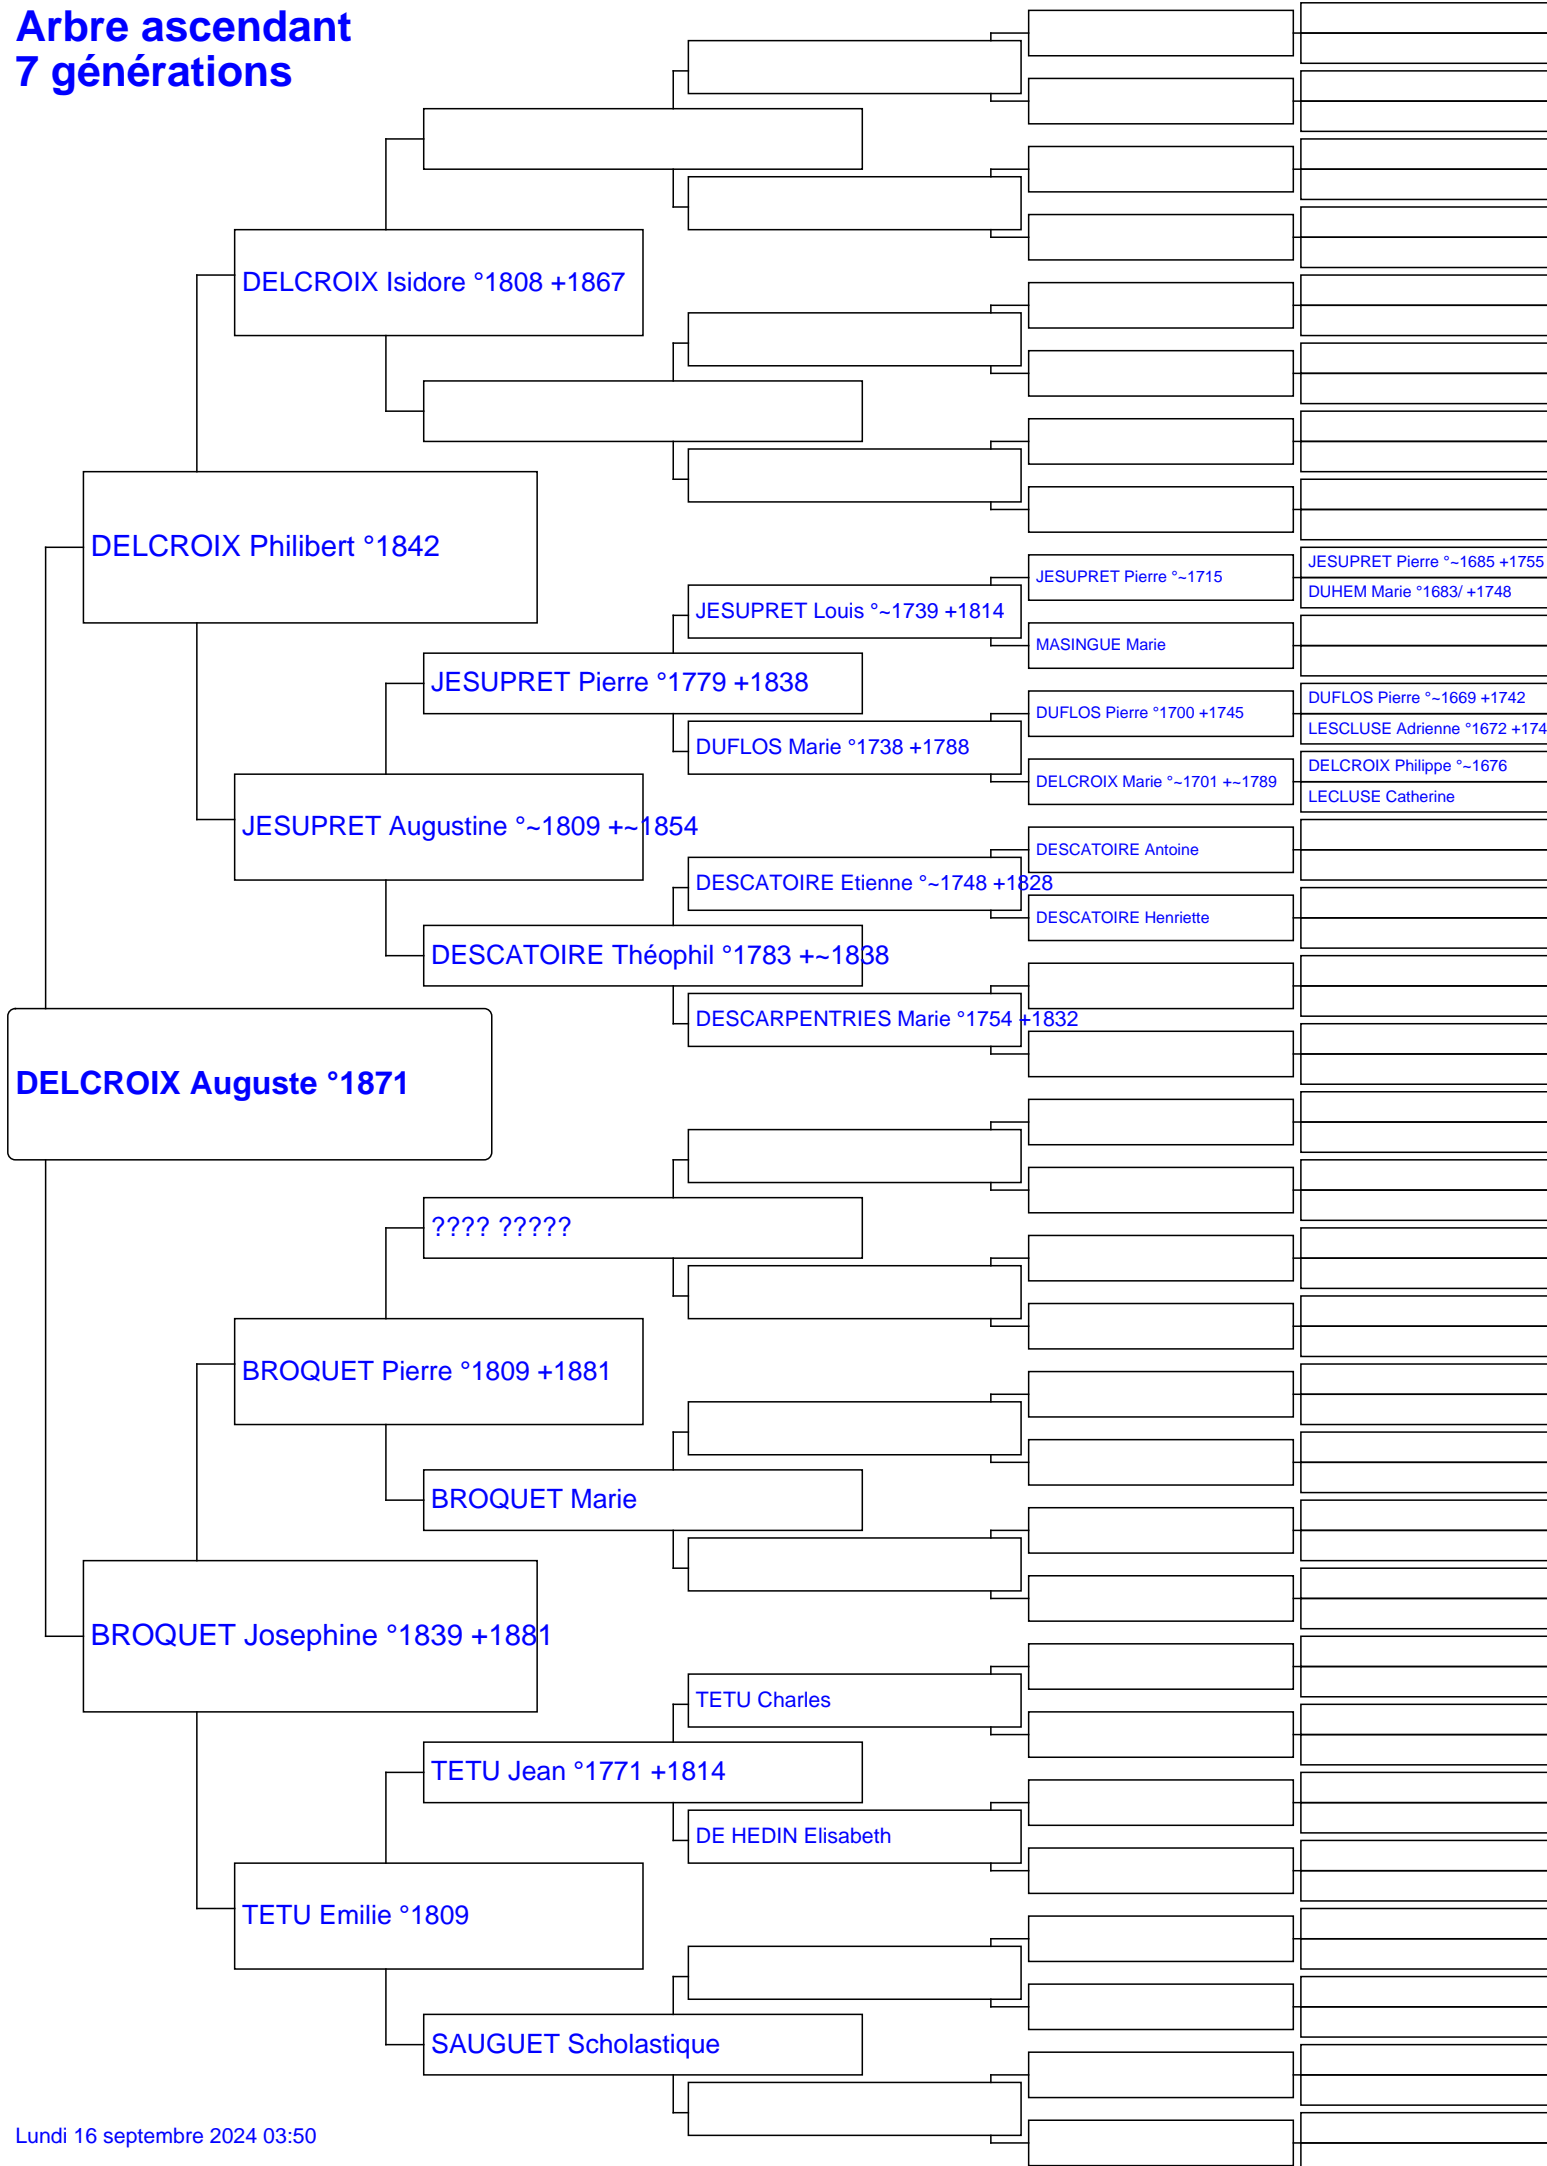 Arbre ascendant
7 générations
DELCROIX Isidore °1808 +1867
DELCROIX Philibert °1842
JESUPRET Pierre °~1685 +1755
JESUPRET Pierre °~1715
DUHEM Marie °1683/ +1748
JESUPRET Louis °~1739 +1814
MASINGUE Marie
JESUPRET Pierre °1779 +1838
DUFLOS Pierre °~1669 +1742
DUFLOS Pierre °1700 +1745
LESCLUSE Adrienne °1672 +174
DUFLOS Marie °1738 +1788
DELCROIX Philippe °~1676
DELCROIX Marie °~1701 +~1789
LECLUSE Catherine
JESUPRET Augustine °~1809 +~1854
DESCATOIRE Antoine
DESCATOIRE Etienne °~1748 +1828
DESCATOIRE Henriette
DESCATOIRE Théophil °1783 +~1838
DESCARPENTRIES Marie °1754 +1832
DELCROIX Auguste °1871
???? ?????
BROQUET Pierre °1809 +1881
BROQUET Marie
BROQUET Josephine °1839 +1881
TETU Charles
TETU Jean °1771 +1814
DE HEDIN Elisabeth
TETU Emilie °1809
SAUGUET Scholastique
Lundi 16 septembre 2024 03:50